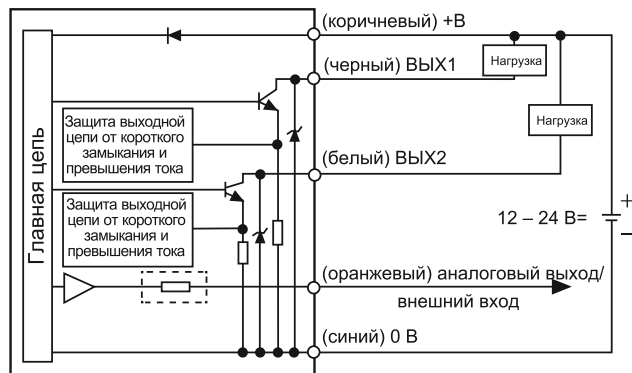 (коричневый) +В
(черный) ВЫХ1
Нагрузка
Защита выходной
цепи от короткого
замыкания и
превышения тока
Нагрузка
(белый) ВЫХ2
Главная цепь
Защита выходной
цепи от короткого
замыкания и
превышения тока
12 – 24 В=
+
–
(оранжевый) аналоговый выход/
внешний вход
(синий) 0 В